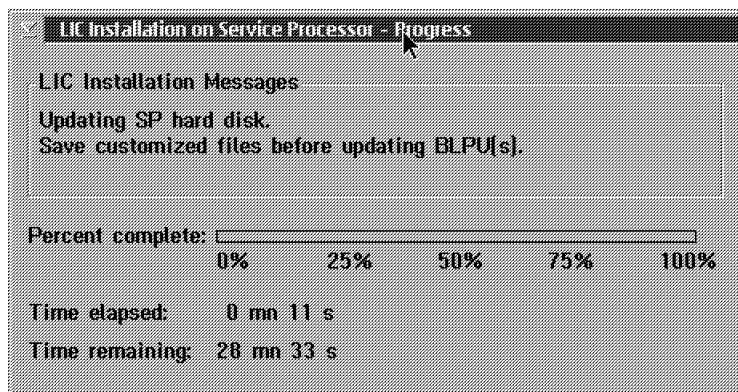 LIC Installation on Service Processor - Progress
LIC Installation Messages
Updating SP hard disk.
Save customized files before updating BLPU(s).
Percent complete:
0% 25% 50% 75% 100%
Time elapsed: 0 mn 11 s
Time remaining: 28 mn 33 s